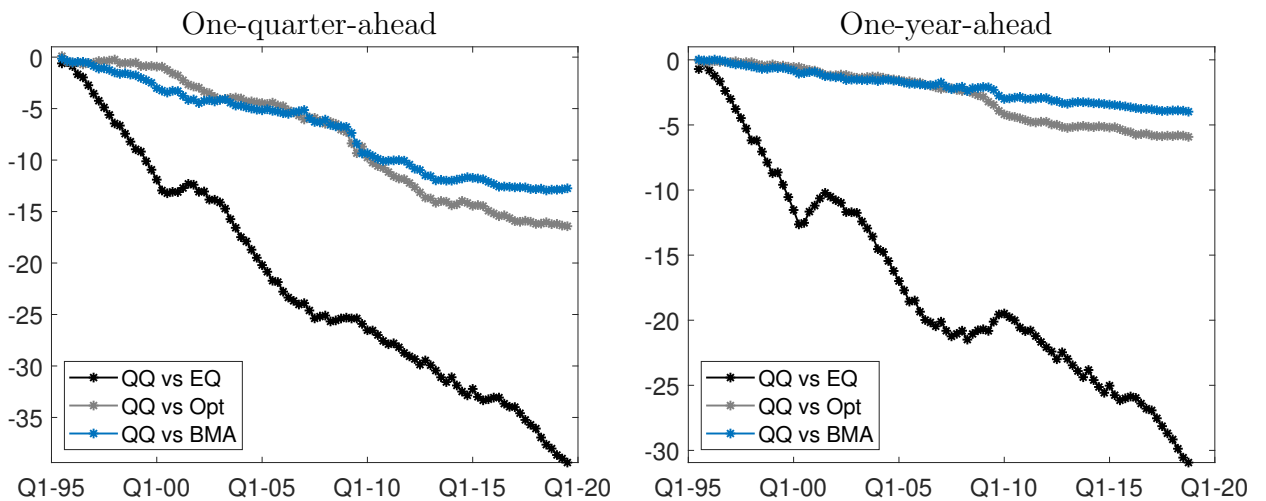 One-quarter-ahead
0
-5
-10
-15
-20
-25
-30
-35
QQ vs EQ
QQ vs Opt
QQ vs BMA
Q1-95 Q1-00 Q1-05 Q1-10 Q1-15 Q1-20
One-year-ahead
0
-5
-10
-15
-20
-25
-30
QQ vs EQ
QQ vs Opt
QQ vs BMA
Q1-95 Q1-00 Q1-05 Q1-10 Q1-15 Q1-20